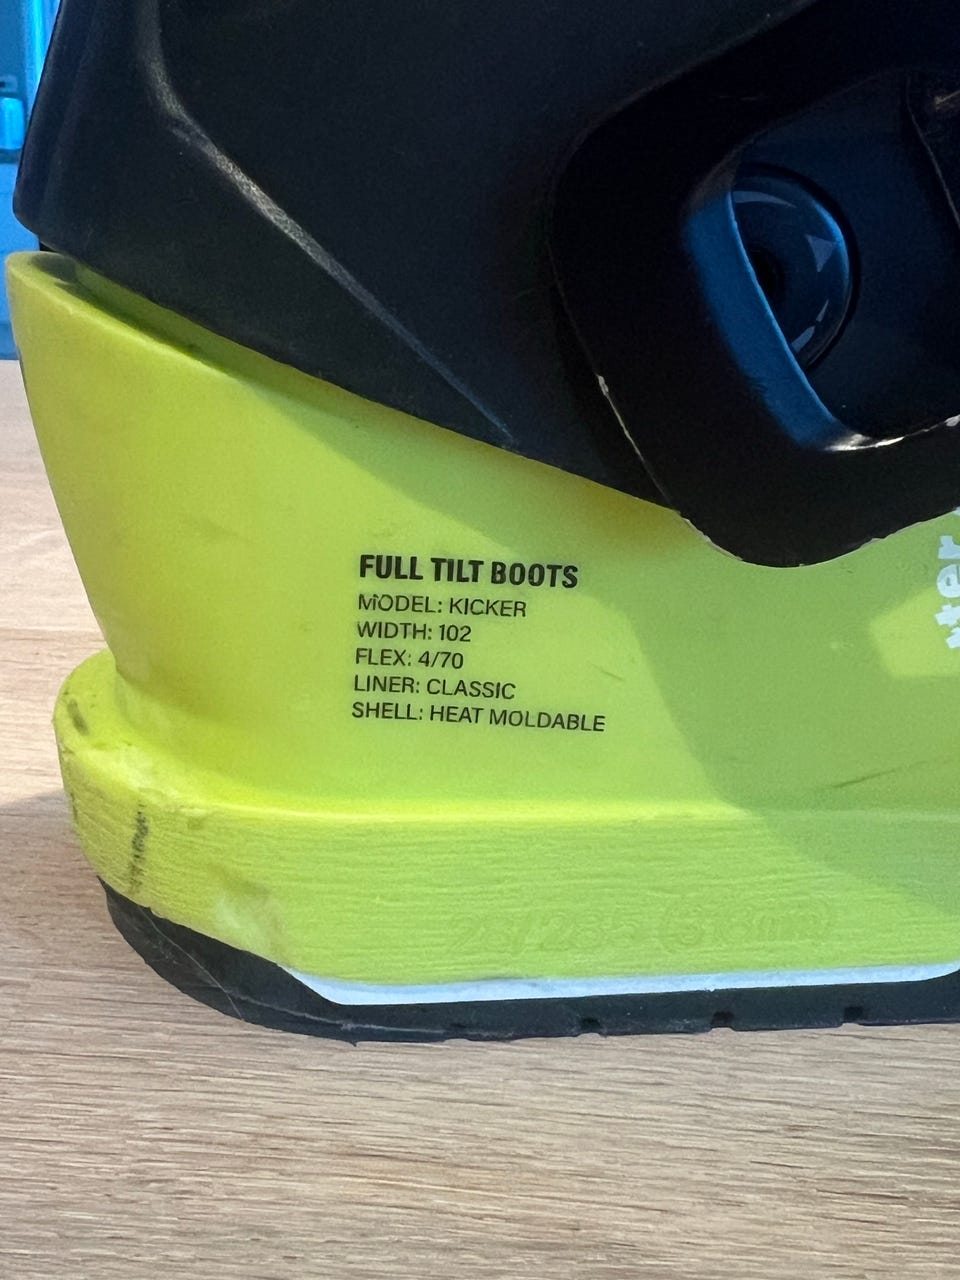 FULL TILT BOOTS
MODEL: KICKER
WIDTH: 102
FLEX: 4/70
LINER: CLASSIC
SHELL: HEAT MOLDABLE